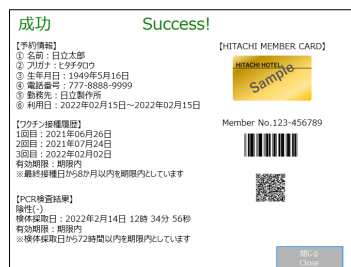 成功 Success!
【予約情報】
① 名前：日立太郎
② フリガナ：ヒタチタロウ
③ 生年月日：1949年5月16日
④ 電話番号：777-8888-9999
⑤ 勤務先：日立製作所
⑥ 利用日：2022年02月15日～2022年02月15日
【ワクチン接種履歴】
1回目：2021年06月26日
2回目：2021年07月24日
3回目：2022年02月02日
有効期限：期限内
※最終接種日から8か月以内を期限内としています
【PCR検査結果】
陰性(-)
検体採取日：2022年2月14日 12時 34分 56秒
有効期限：期限内
※検体採取日から72時間以内を期限内としています
【HITACHI MEMBER CARD】
HITACHI HOTEL
Sample
Member No.123-456789
閉じる
Close